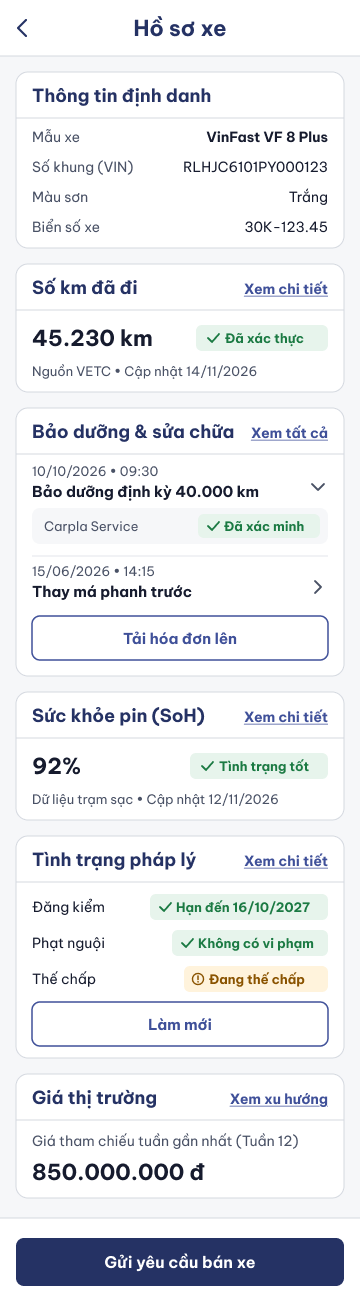 Hồ sơ xe
Thông tin định danh
Mẫu xe VinFast VF 8 Plus
Số khung (VIN) RLHJC6101PY000123
Màu sơn Trắng
Biển số xe 30K-123.45
Số km đã đi Xem chi tiết
45.230 km Đã xác thực
Nguồn VETC • Cập nhật 14/11/2026
Bảo dưỡng & sửa chữa Xem tất cả
10/10/2026 • 09:30
Bảo dưỡng định kỳ 40.000 km
Carpla Service Đã xác minh
15/06/2026 • 14:15
Thay má phanh trước
Tải hóa đơn lên
Sức khỏe pin (SoH) Xem chi tiết
92% Tình trạng tốt
Dữ liệu trạm sạc • Cập nhật 12/11/2026
Tình trạng pháp lý Xem chi tiết
Đăng kiểm Hạn đến 16/10/2027
Phạt nguội Không có vi phạm
Thế chấp Đang thế chấp
Làm mới
Giá thị trường Xem xu hướng
Giá tham chiếu tuần gần nhất (Tuần 12)
850.000.000 đ
Gửi yêu cầu bán xe